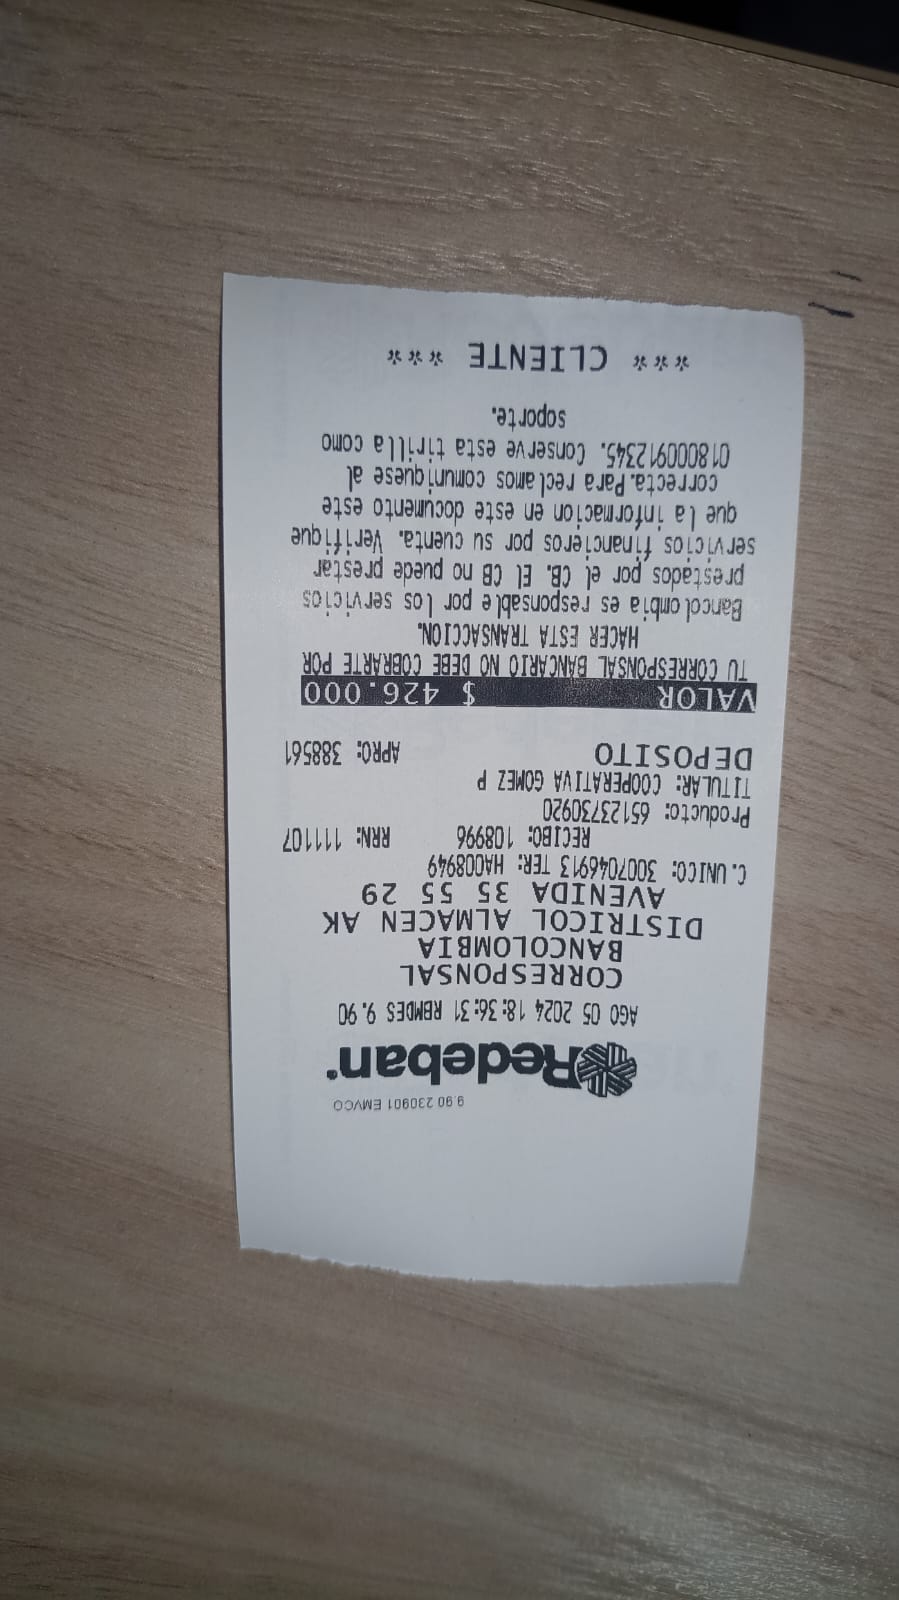 9.90 230901 EMVCO
Redeban
AGO 05 2024 18:36:31 RBMDES 9.90
CORRESPONSAL
BANCOLOMBIA
DISTRICOL ALMACEN AK
AVENIDA 35 55 29
C. UNICO: 3007046913 TER: HA008949
RECIBO: 108996 RRN: 111107
Producto: 65123730920
TITULAR: COOPERATIVA GOMEZ P
DEPOSITO APRO: 388561
VALOR $ 426.000
TU CORRESPONSAL BANCARIO NO DEBE COBRARTE POR
HACER ESTA TRANSACCION.
Bancolombia es responsable por los servicios
prestados por el CB. El CB no puede prestar
servicios financieros por su cuenta. Verifique
que la informacion en este documento este
correcta.Para reclamos comuniquese al
018000912345. Conserve esta tirilla como
soporte.
*** CLIENTE ***